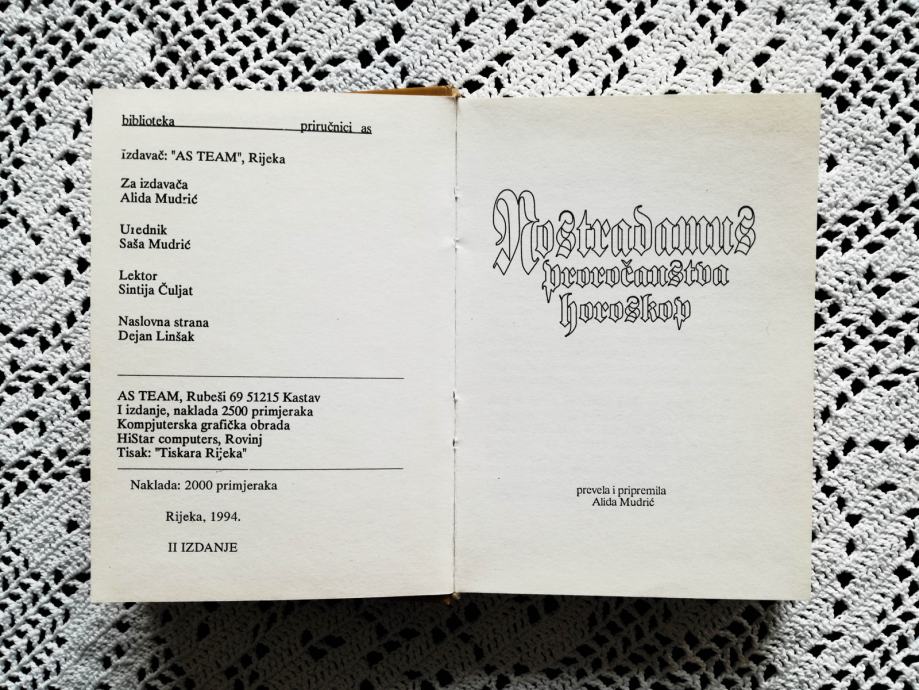 biblioteka priručnici as
izdavač: "AS TEAM", Rijeka
Za izdavača
Alida Mudrić
Urednik
Saša Mudrić
Lektor
Sintija Čuljat
Naslovna strana
Dejan Linšak
AS TEAM, Rubeši 69 51215 Kastav
I izdanje, naklada 2500 primjeraka
Kompjuterska grafička obrada
HiStar computers, Rovinj
Tisak: "Tiskara Rijeka"
Naklada: 2000 primjeraka
Rijeka, 1994.
II IZDANJE
Nostradamus
proročanstva
horoskop
prevela i pripremila
Alida Mudrić